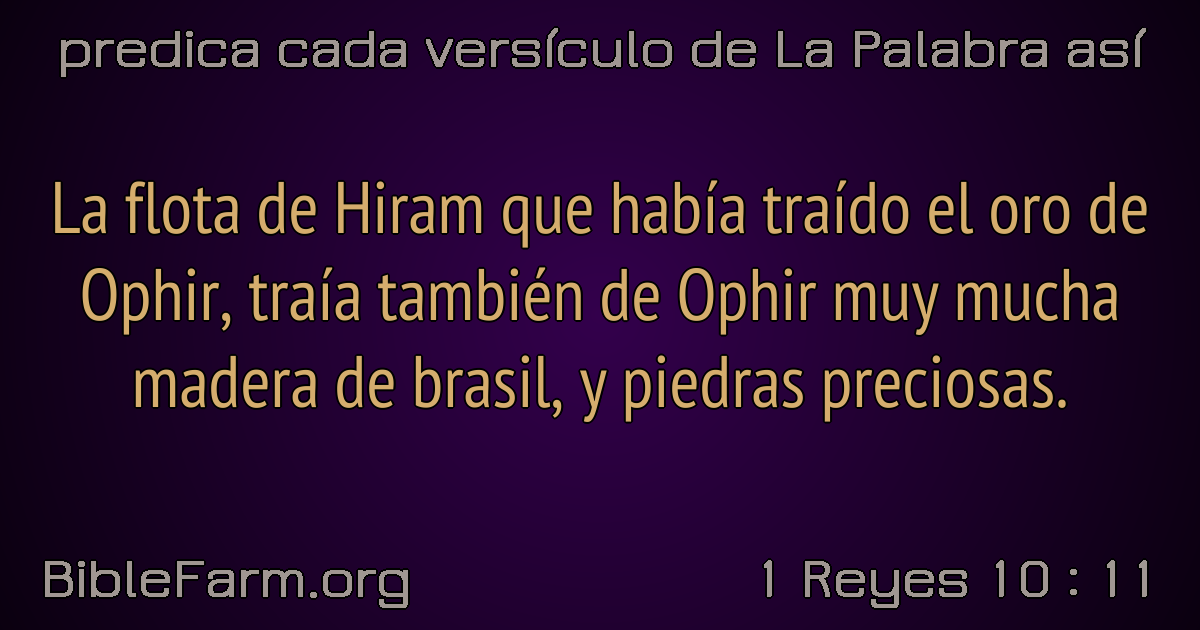 predica cada versículo de La Palabra así
La flota de Hiram que había traído el oro de
Ophir, traía también de Ophir muy mucha
madera de brasil, y piedras preciosas.
BibleFarm.org
1 Reyes 10 : 11